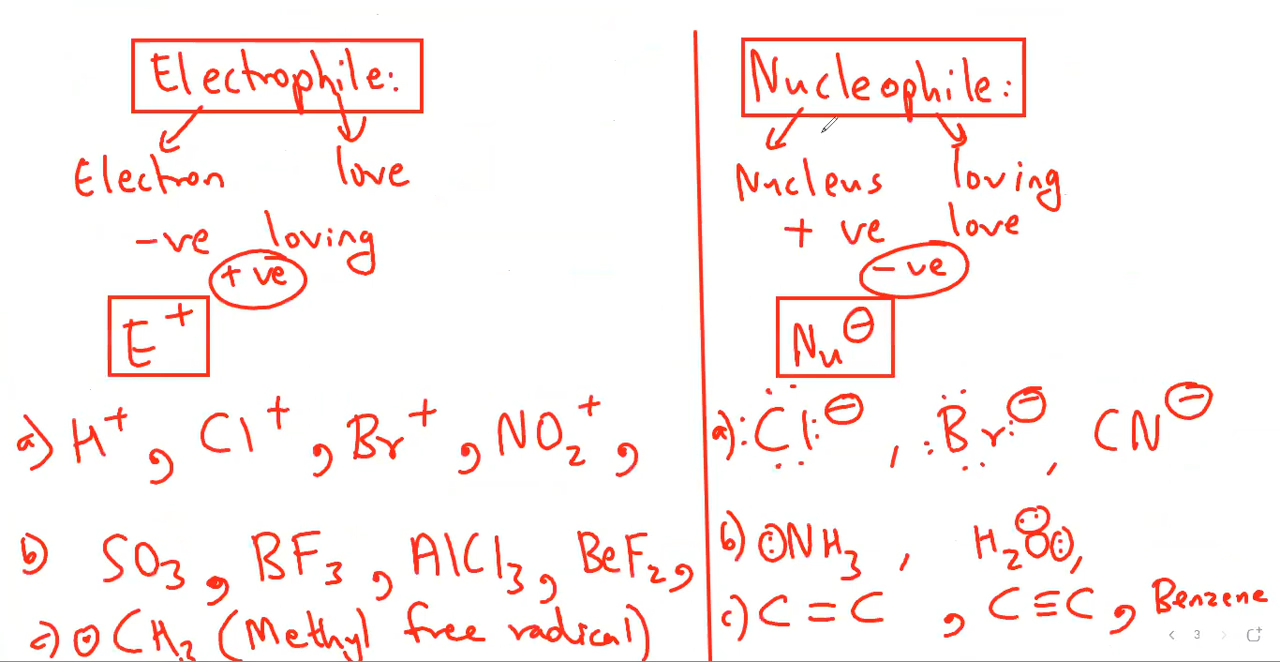 Electrophile:
Electron love
-ve loving
+ve
E⁺
a) H⁺, Cl⁺, Br⁺, NO₂⁺,
b) SO₃, BF₃, AlCl₃, BeF₂,
c) ⊙CH₃ (Methyl free radical)
Nucleophile:
Nucleus loving
+ ve love
- ve
Nu⊖
a) :Cl:⊖, :Br:⊖, CN⊖
b) :NH₃, H₂O:,
c) C=C, C≡C, Benzene
3